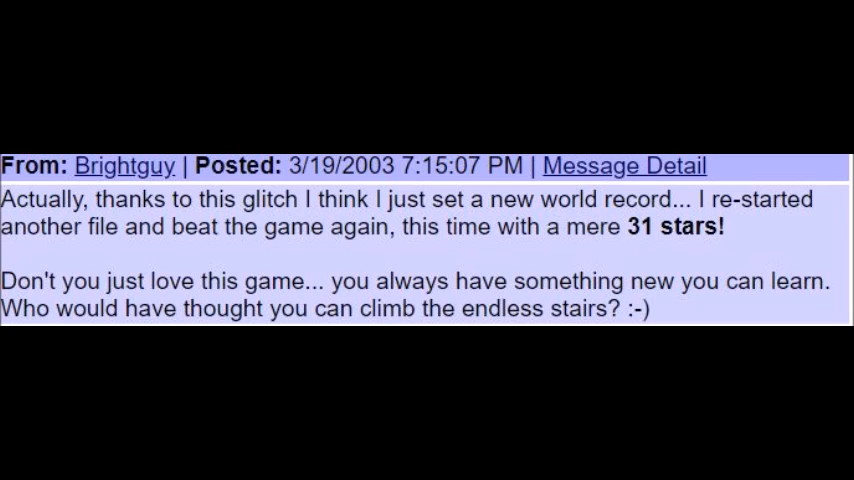 From: Brightguy | Posted: 3/19/2003 7:15:07 PM | Message Detail
Actually, thanks to this glitch I think I just set a new world record... I re-started
another file and beat the game again, this time with a mere 31 stars!
Don't you just love this game... you always have something new you can learn.
Who would have thought you can climb the endless stairs? :-)